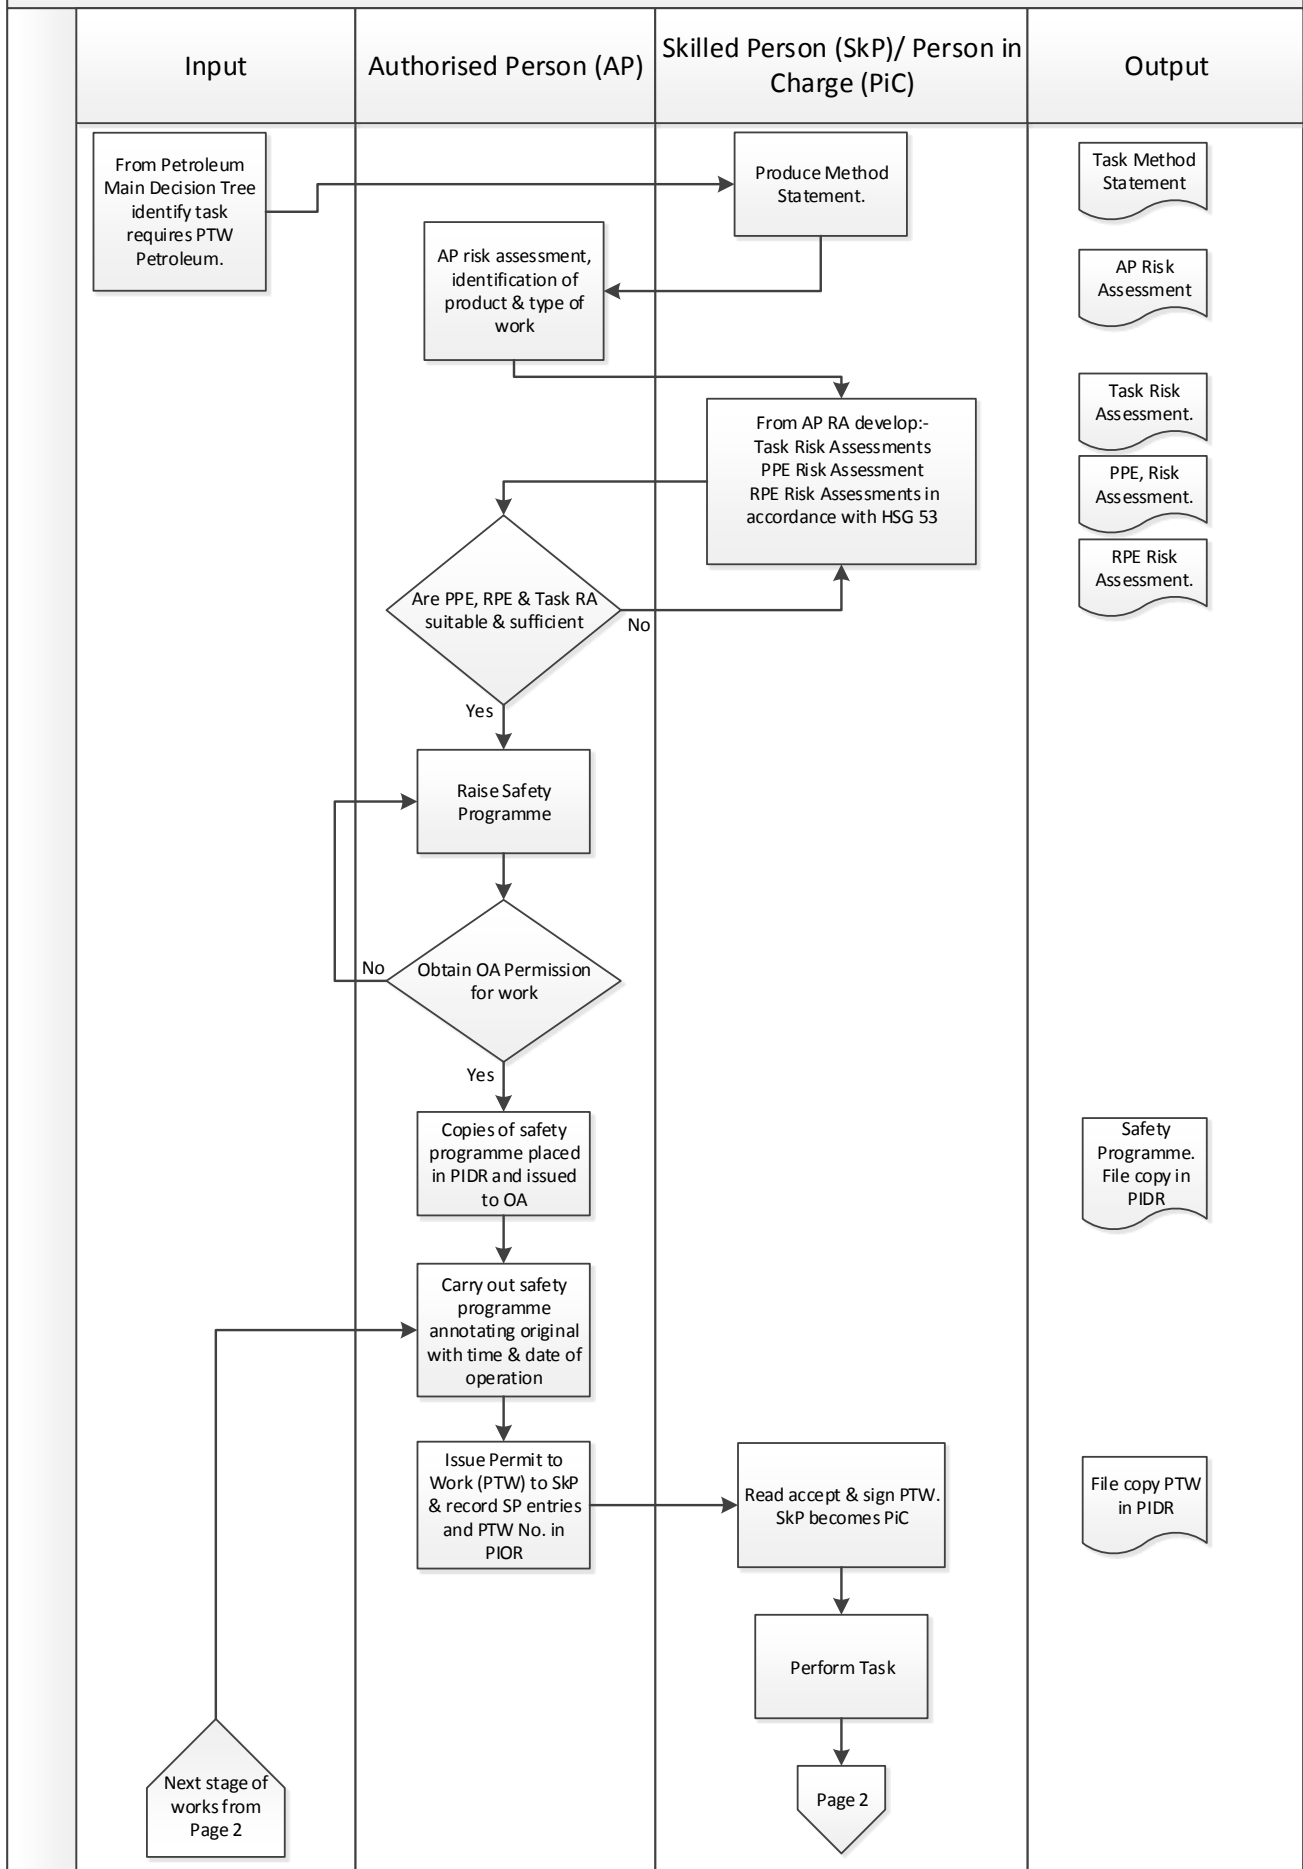 Input
Authorised Person (AP)
Skilled Person (SkP)/ Person in
Charge (PiC)
Output
From Petroleum
Main Decision Tree
identify task
requires PTW
Petroleum.
Produce Method
Statement.
Task Method
Statement
AP risk assessment,
identification of
product & type of
work
AP Risk
Assessment
From AP RA develop:-
Task Risk Assessments
PPE Risk Assessment
RPE Risk Assessments in
accordance with HSG 53
Task Risk
Assessment.
PPE, Risk
Assessment.
RPE Risk
Assessment.
Are PPE, RPE & Task RA
suitable & sufficient
No
Yes
Raise Safety
Programme
Obtain OA Permission
for work
No
Yes
Copies of safety
programme placed
in PIDR and issued
to OA
Safety
Programme.
File copy in
PIDR
Carry out safety
programme
annotating original
with time & date of
operation
Issue Permit to
Work (PTW) to SkP
& record SP entries
and PTW No. in
PIOR
Read accept & sign PTW.
SkP becomes PiC
File copy PTW
in PIDR
Perform Task
Next stage of
works from
Page 2
Page 2